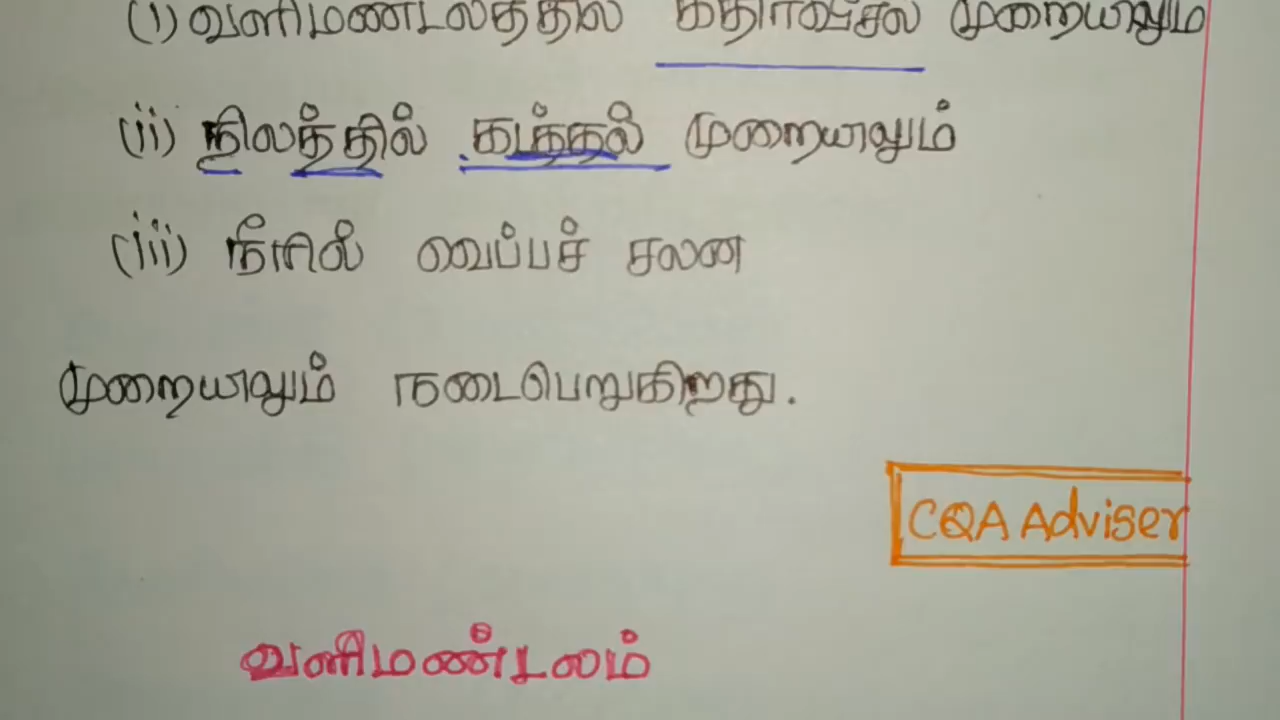 (i) வளிமண்டலத்தில் கதிர்வீசல் முறையாலும்
(ii) நிலத்தில் கடத்தல் முறையாலும்
(iii) நீரில் வெப்பச் சலன
முறையாலும் நடைபெறுகிறது.
CQA Adviser
வளிமண்டலம்